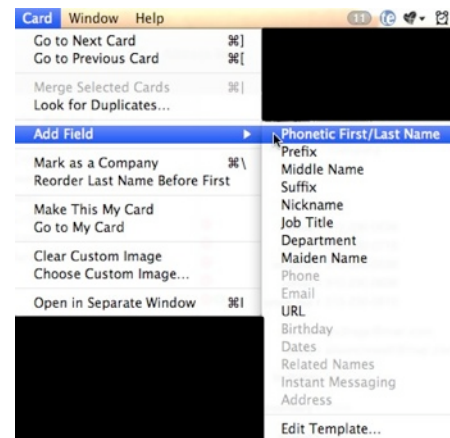 Card Window Help 11 te
Go to Next Card ⌘]
Go to Previous Card ⌘[
Merge Selected Cards ⌘|
Look for Duplicates...
Add Field
Mark as a Company ⌘\
Reorder Last Name Before First
Make This My Card
Go to My Card
Clear Custom Image
Choose Custom Image...
Open in Separate Window ⌘I
Phonetic First/Last Name
Prefix
Middle Name
Suffix
Nickname
Job Title
Department
Maiden Name
Phone
Email
URL
Birthday
Dates
Related Names
Instant Messaging
Address
Edit Template...